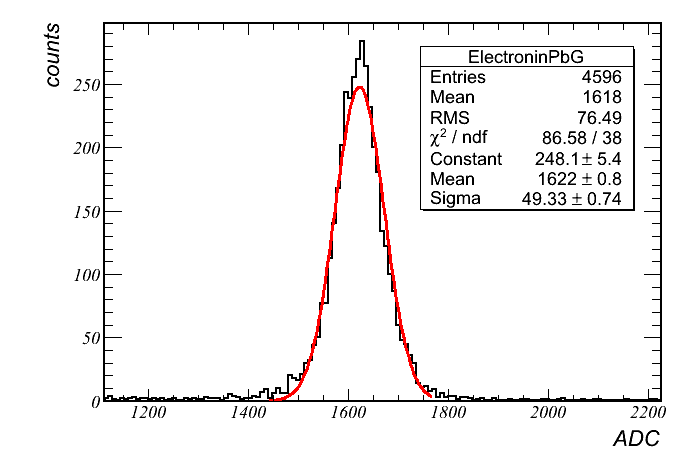 counts
ElectroninPbG
Entries 4596
Mean 1618
RMS 76.49
χ² / ndf 86.58 / 38
Constant 248.1 ± 5.4
Mean 1622 ± 0.8
Sigma 49.33 ± 0.74
250
200
150
100
50
0
1200 1400 1600 1800 2000 2200
ADC